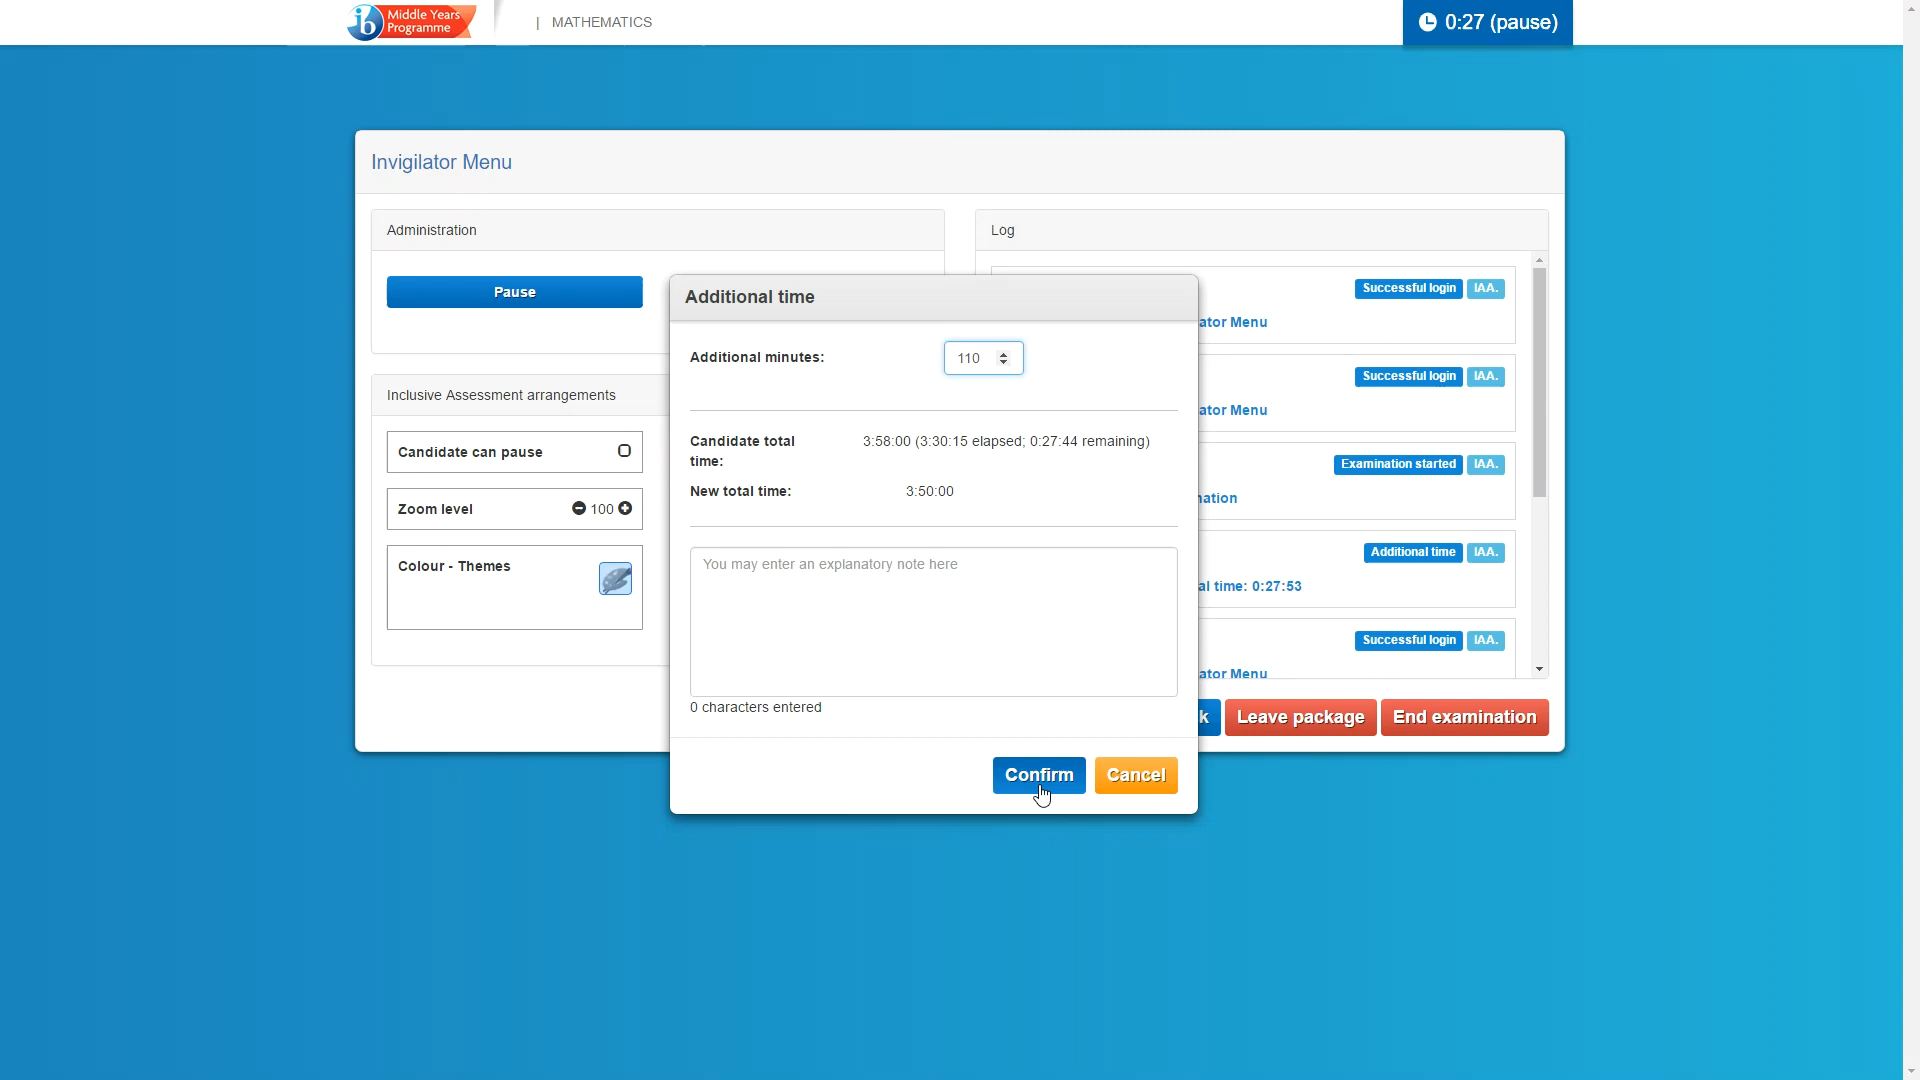 ib Middle Years
Programme
| MATHEMATICS
0:27 (pause)
Invigilator Menu
Administration
Pause
Inclusive Assessment arrangements
Candidate can pause
Zoom level 100
Colour - Themes
Log
Successful login IAA.
ator Menu
Successful login IAA.
ator Menu
Examination started IAA.
nation
Additional time IAA.
al time: 0:27:53
Successful login IAA.
ator Menu
k
Leave package
End examination
Additional time
Additional minutes: 110
Candidate total
time:
3:58:00 (3:30:15 elapsed; 0:27:44 remaining)
New total time: 3:50:00
You may enter an explanatory note here
0 characters entered
Confirm
Cancel